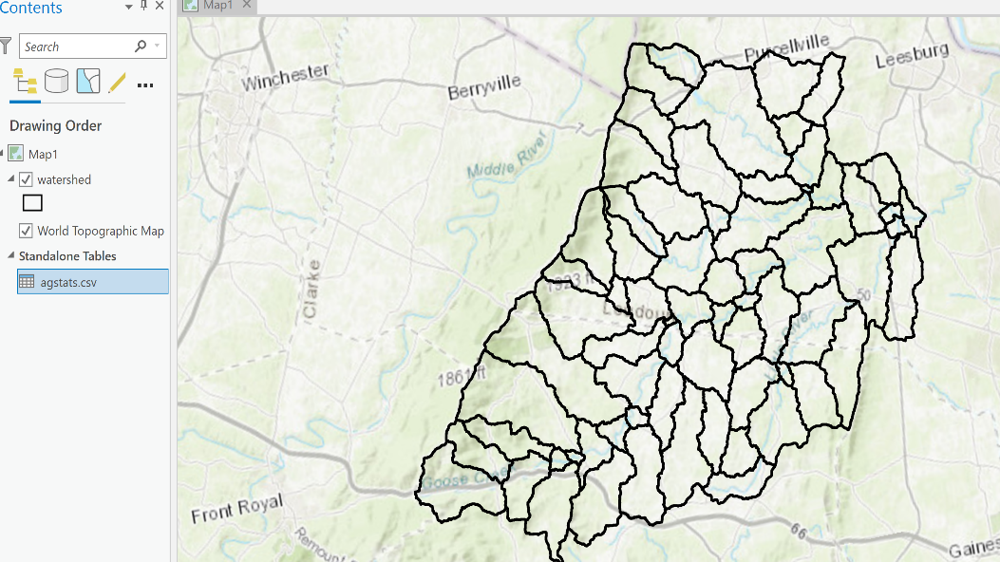 Contents
Map1
Search
Drawing Order
Map1
watershed
World Topographic Map
Standalone Tables
agstats.csv
Winchester
Berryville
Purcellville
Leesburg
7
Middle River
Clarke
1923 ft
Loudoun
50
River
1861 ft
Goose Creek
Front Royal
66
Remount
Gaines